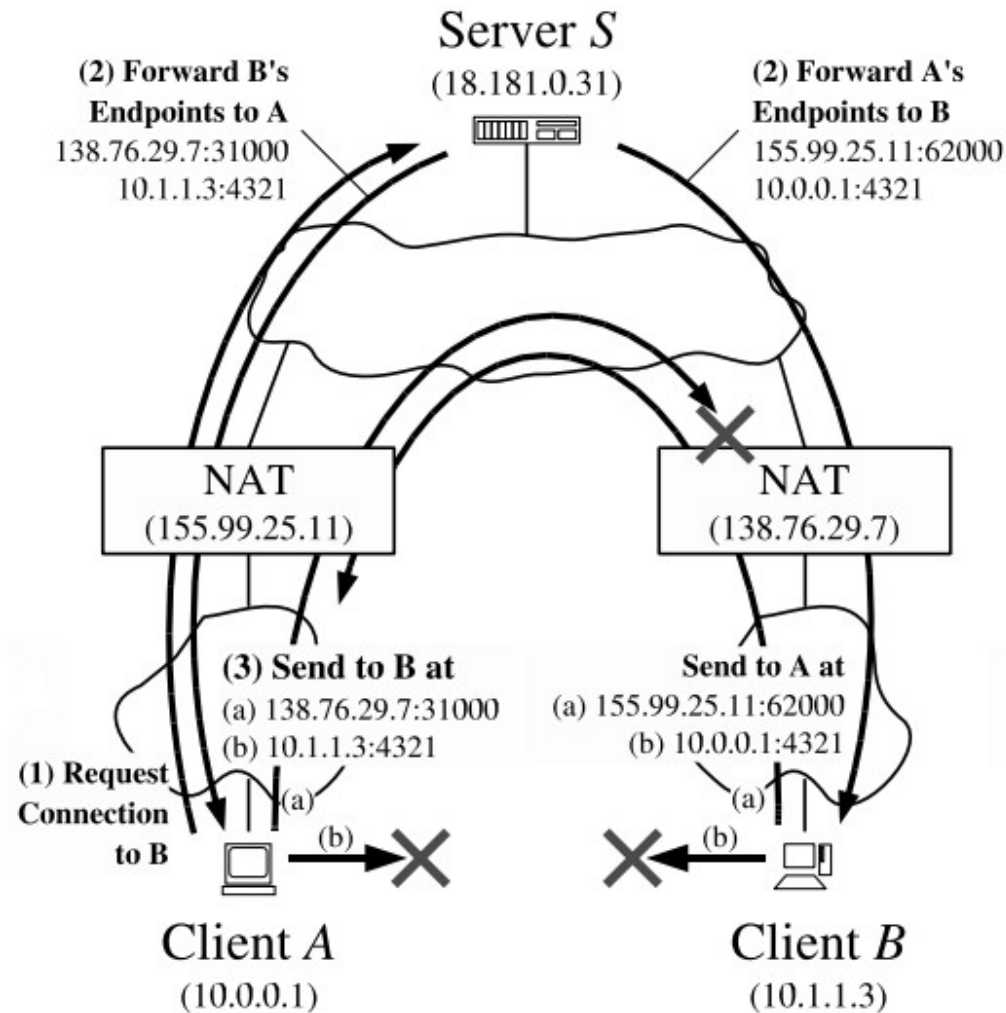 Server S
(18.181.0.31)
(2) Forward B's
Endpoints to A
138.76.29.7:31000
10.1.1.3:4321
(2) Forward A's
Endpoints to B
155.99.25.11:62000
10.0.0.1:4321
NAT
(155.99.25.11)
NAT
(138.76.29.7)
(3) Send to B at
(a) 138.76.29.7:31000
(b) 10.1.1.3:4321
Send to A at
(a) 155.99.25.11:62000
(b) 10.0.0.1:4321
(1) Request
Connection
to B
(a)
(b)
(a)
(b)
Client A
(10.0.0.1)
Client B
(10.1.1.3)